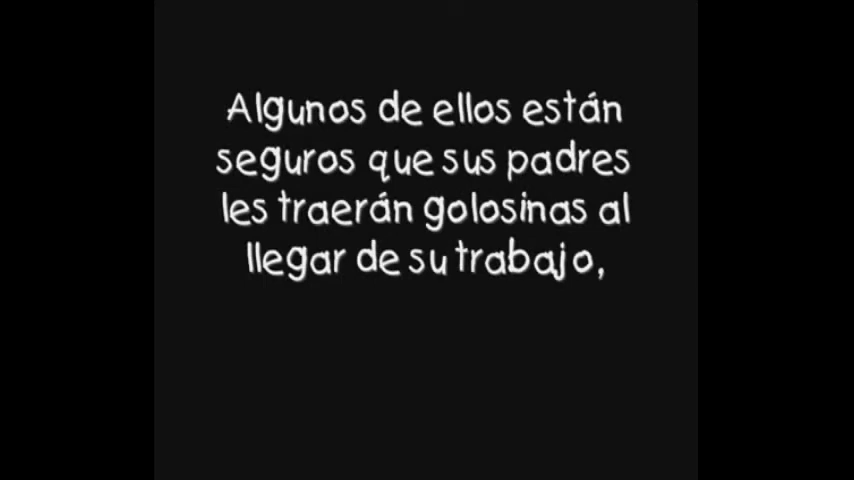 Algunos de ellos están
seguros que sus padres
les traerán golosinas al
llegar de su trabajo,